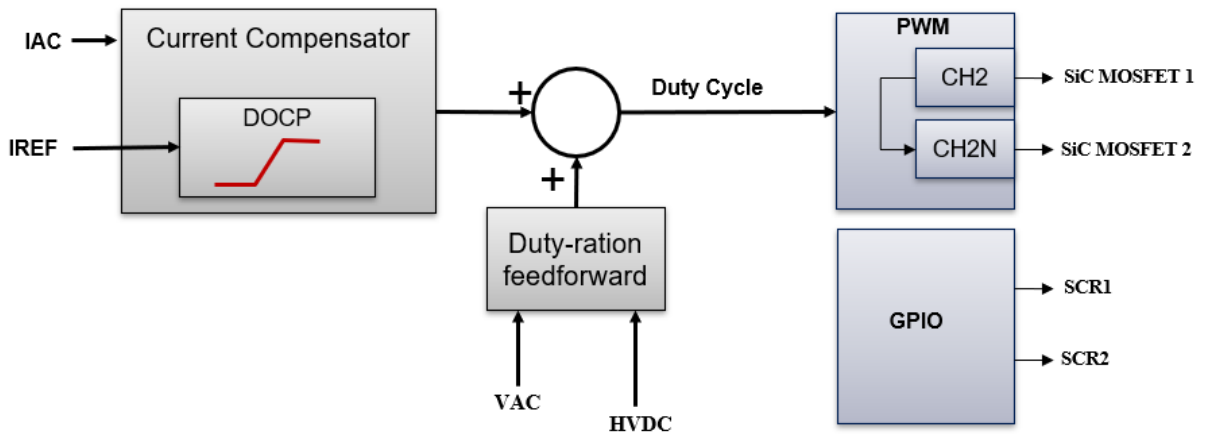 IAC
Current Compensator
IREF
DOCP
+
+
Duty Cycle
Duty-ration
feedforward
VAC
HVDC
PWM
CH2
CH2N
SiC MOSFET 1
SiC MOSFET 2
GPIO
SCR1
SCR2